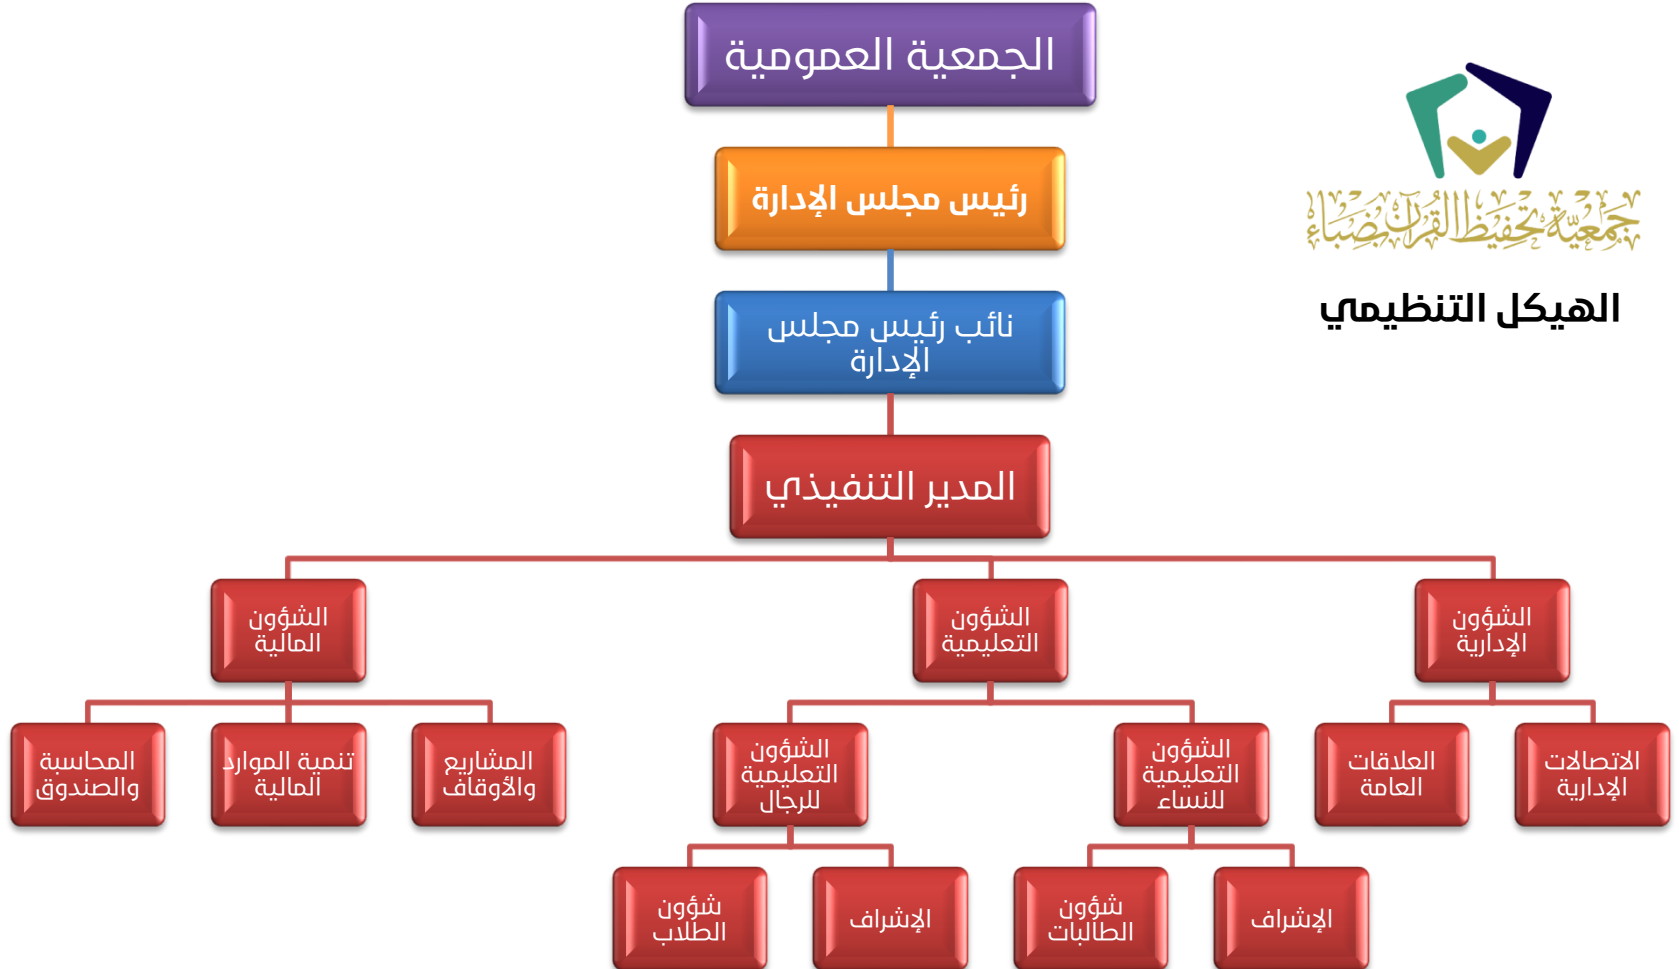 الجمعية العمومية
جمعية تحفيظ القرآن بضباء
الهيكل التنظيمي
رئيس مجلس الإدارة
نائب رئيس مجلس
الإدارة
المدير التنفيذي
الشؤون
الإدارية
الشؤون
التعليمية
الشؤون
المالية
الاتصالات
الإدارية
العلاقات
العامة
الشؤون
التعليمية
للنساء
الشؤون
التعليمية
للرجال
المشاريع
والأوقاف
تنمية الموارد
المالية
المحاسبة
والصندوق
الإشراف
شؤون
الطالبات
الإشراف
شؤون
الطلاب